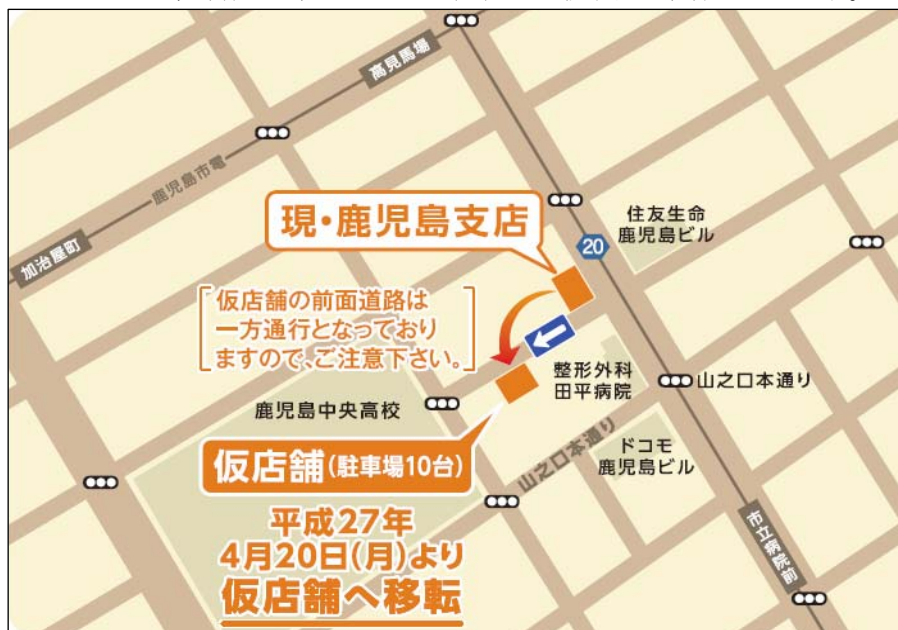 高見馬場
鹿児島市電
加治屋町
現・鹿児島支店
20
住友生命
鹿児島ビル
仮店舗の前面道路は
一方通行となっており
ますので、ご注意下さい。
整形外科
田平病院
山之口本通り
鹿児島中央高校
仮店舗(駐車場10台)
山之口本通り
ドコモ
鹿児島ビル
平成27年
4月20日(月)より
仮店舗へ移転
市立病院前